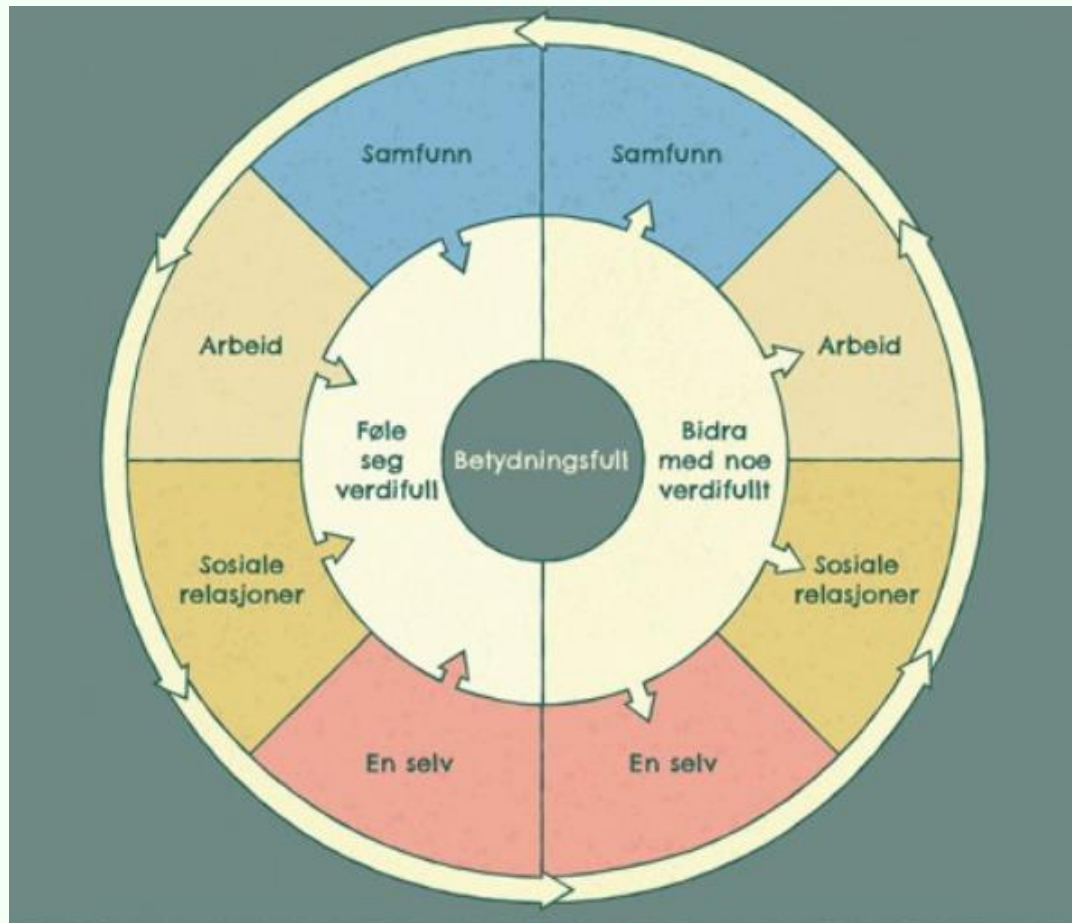 Samfunn
Samfunn
Arbeid
Arbeid
Føle
seg
verdifull
Betydningsfull
Bidra
med noe
verdifullt
Sosiale
relasjoner
Sosiale
relasjoner
En selv
En selv